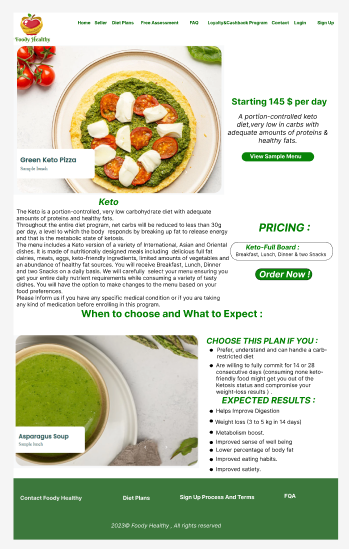 Home Seller Diet Plans Free Assessment FAQ Loyalty&Cashback Program Contact Login Sign Up
Foody Healthy
Starting 145 $ per day
A portion-controlled keto
diet,very low in carbs with
adequate amounts of proteins &
healthy fats.
View Sample Menu
Green Keto Pizza
Sample Snack
Keto
The Keto is a portion-controlled, very low carbohydrate diet with adequate
amounts of proteins and healthy fats.
Throughout the entire diet program, net carbs will be reduced to less than 30g
per day, a level to which the body responds by breaking up fat to release energy
and that is the metabolic state of ketosis.
The menu includes a Keto version of a variety of International, Asian and Oriental
dishes. It is made of nutritionally designed meals including delicious full fat
dairies, meats, eggs, keto-friendly ingredients, limited amounts of vegetables and
an abundance of healthy fat sources. You will receive Breakfast, Lunch, Dinner
and two Snacks on a daily basis. We will carefully select your menu ensuring you
get your entire daily nutrient requirements while consuming a variety of tasty
dishes. You will have the option to make changes to the menu based on your
food preferences
Please inform us if you have any specific medical condition or if you are taking
any kind of medication before enrolling in this program.
PRICING :
Keto-Full Board :
Breakfast, Lunch, Dinner & two Snacks
Order Now !
When to choose and What to Expect :
Asparagus Soup
Sample Snack
CHOOSE THIS PLAN IF YOU :
• Prefer, understand and can handle a carb-
restricted diet
• Are willing to fully commit for 14 or 28
consecutive days (consuming none keto-
friendly food might get you out of the
Ketosis status and compromise your
weight-loss results ) .
EXPECTED RESULTS :
• Helps Improve Digestion
• Weight loss (3 to 5 kg in 14 days)
• Metabolism boost.
• Improved sense of well being
• Lower percentage of body fat
• Improved eating habits.
• Improved satiety.
Contact Foody Healthy Diet Plans Sign Up Process And Terms FQA
2023© Foody Healthy , All rights reserved